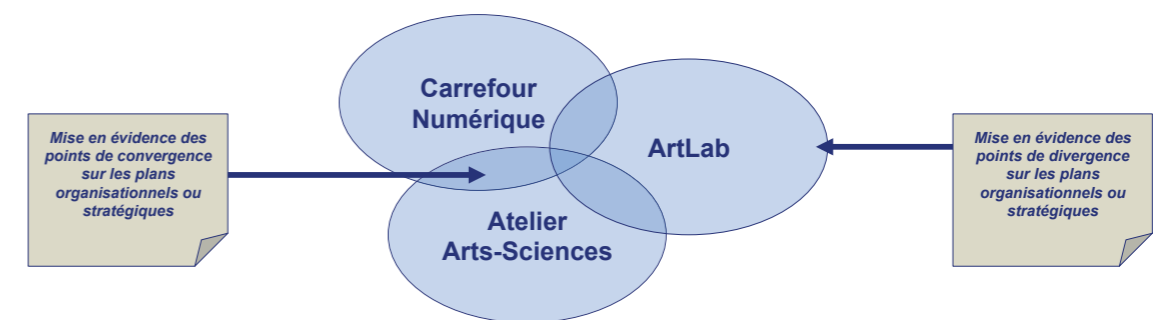 Carrefour
Numérique
ArtLab
Atelier
Arts-Sciences
Mise en évidence des
points de convergence
sur les plans
organisationnels ou
stratégiques
Mise en évidence des
points de divergence
sur les plans
organisationnels ou
stratégiques